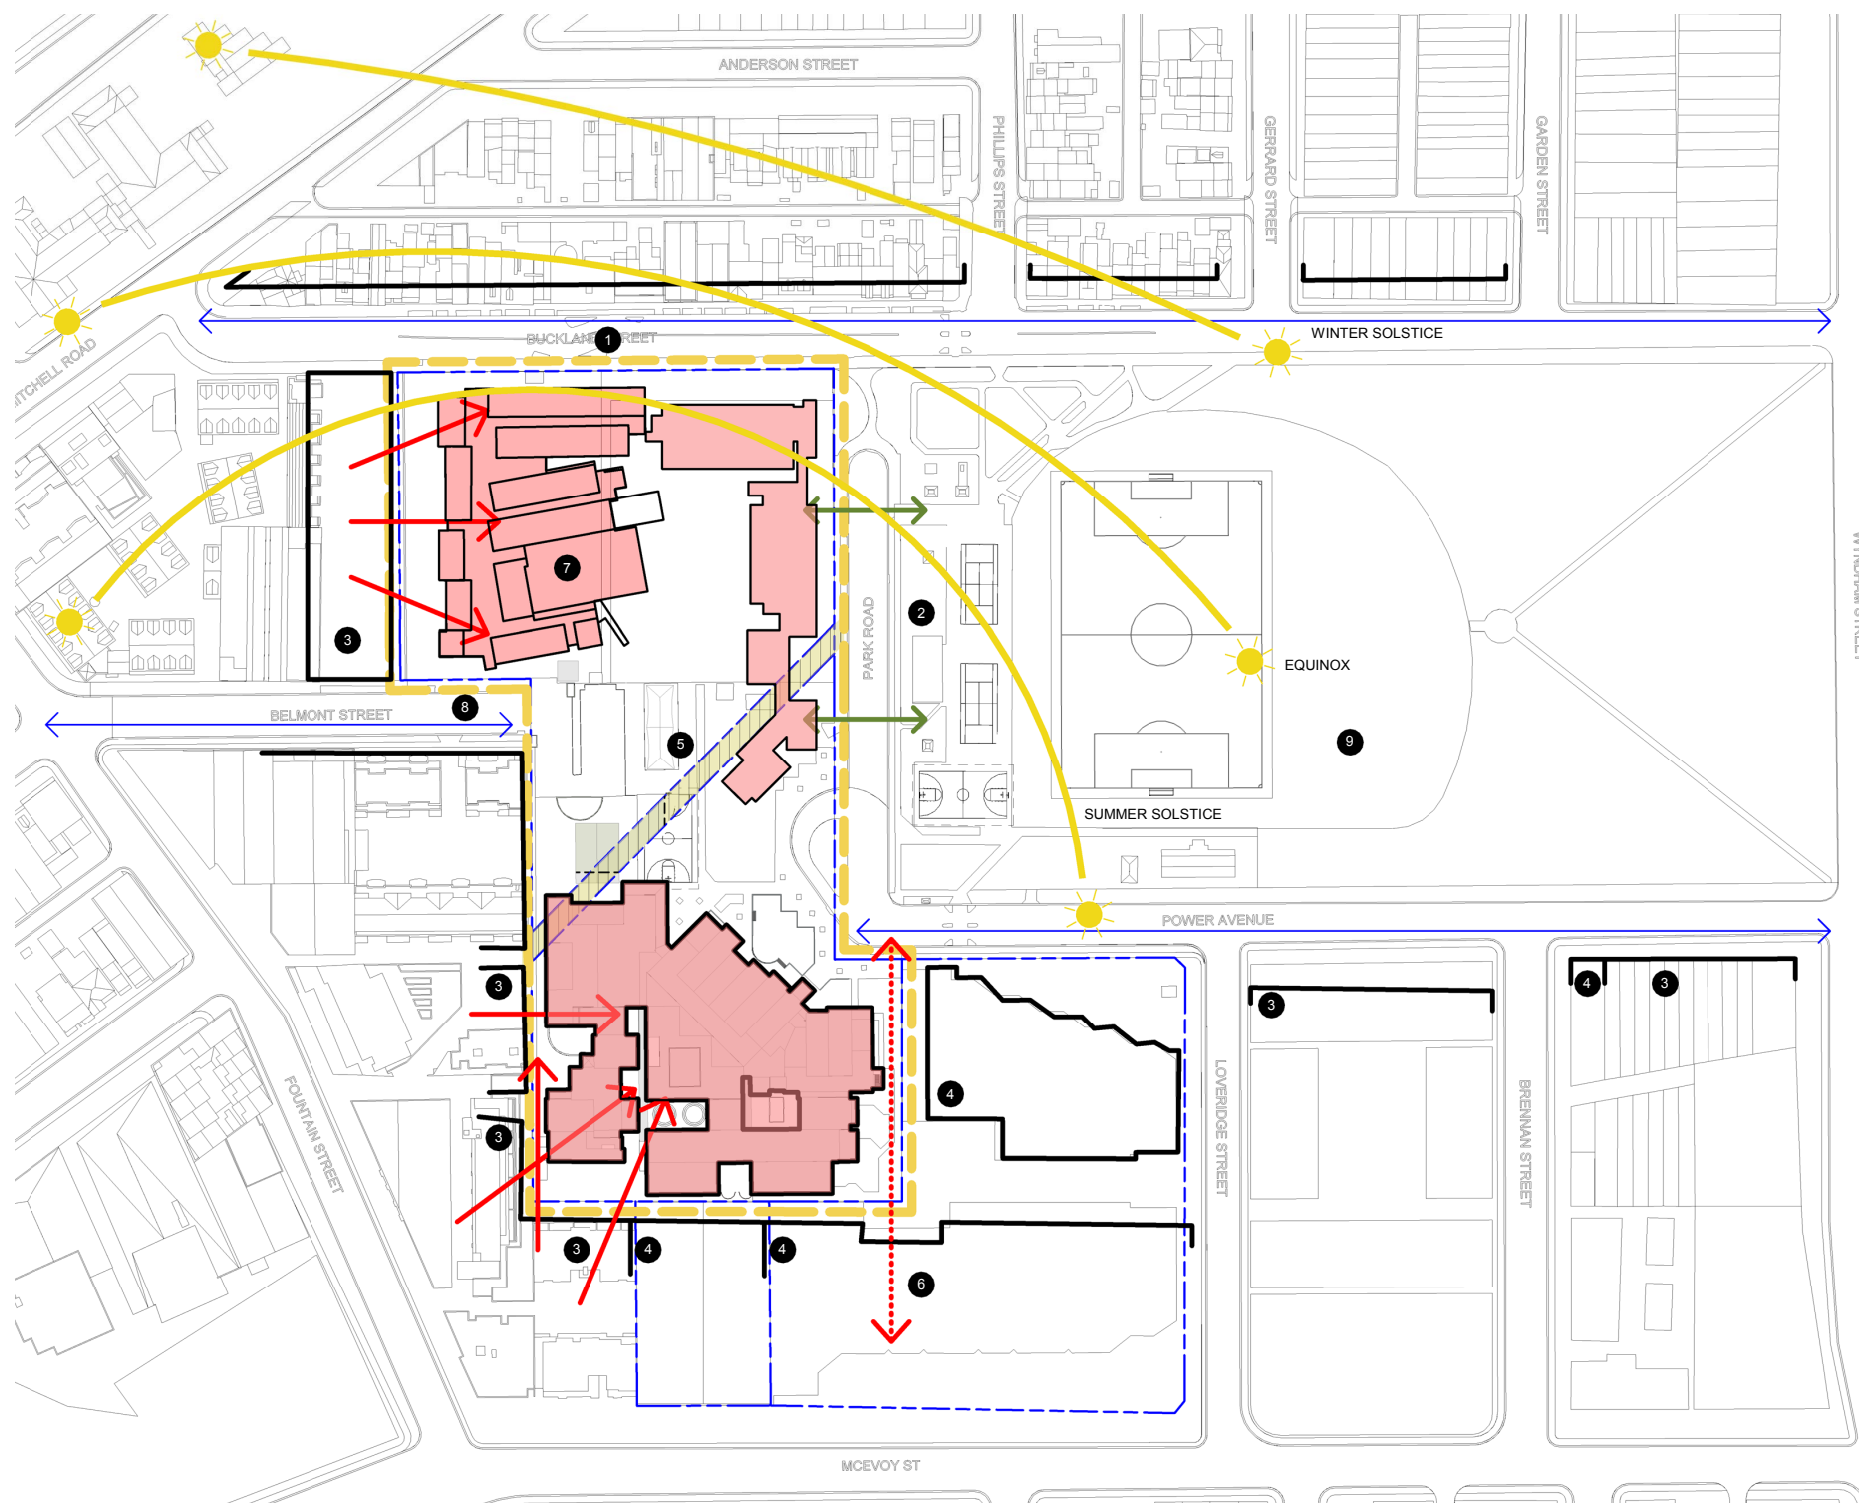 ANDERSON STREET
PHILLIPS STREET
GERRARD STREET
GARDEN STREET
WINTER SOLSTICE
BUCKLAND STREET
1
MITCHELL ROAD
7
2
3
PARK ROAD
EQUINOX
8
BELMONT STREET
5
9
SUMMER SOLSTICE
POWER AVENUE
3
4
3
3
4
3
FOUNTAIN STREET
LOVERIDGE STREET
BRENNAN STREET
3
4
4
6
MCEVOY ST